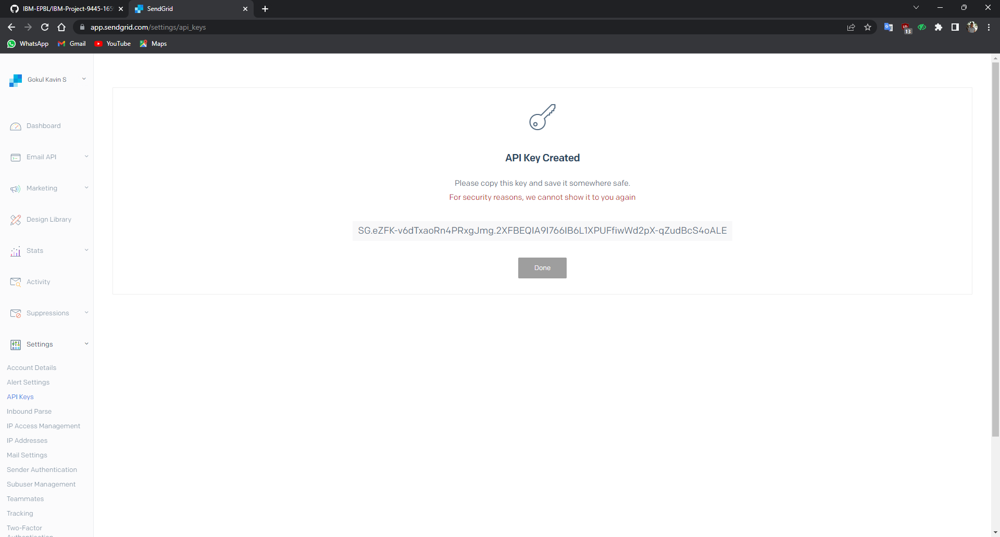 IBM-EPBL/IBM-Project-9445-165
SendGrid
app.sendgrid.com/settings/api_keys
13
WhatsApp
Gmail
YouTube
Maps
Gokul Kavin S
Dashboard
Email API
Marketing
Design Library
Stats
Activity
Suppressions
Settings
Account Details
Alert Settings
API Keys
Inbound Parse
IP Access Management
IP Addresses
Mail Settings
Sender Authentication
Subuser Management
Teammates
Tracking
Two-Factor
Authentication
API Key Created
Please copy this key and save it somewhere safe.
For security reasons, we cannot show it to you again
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
Done